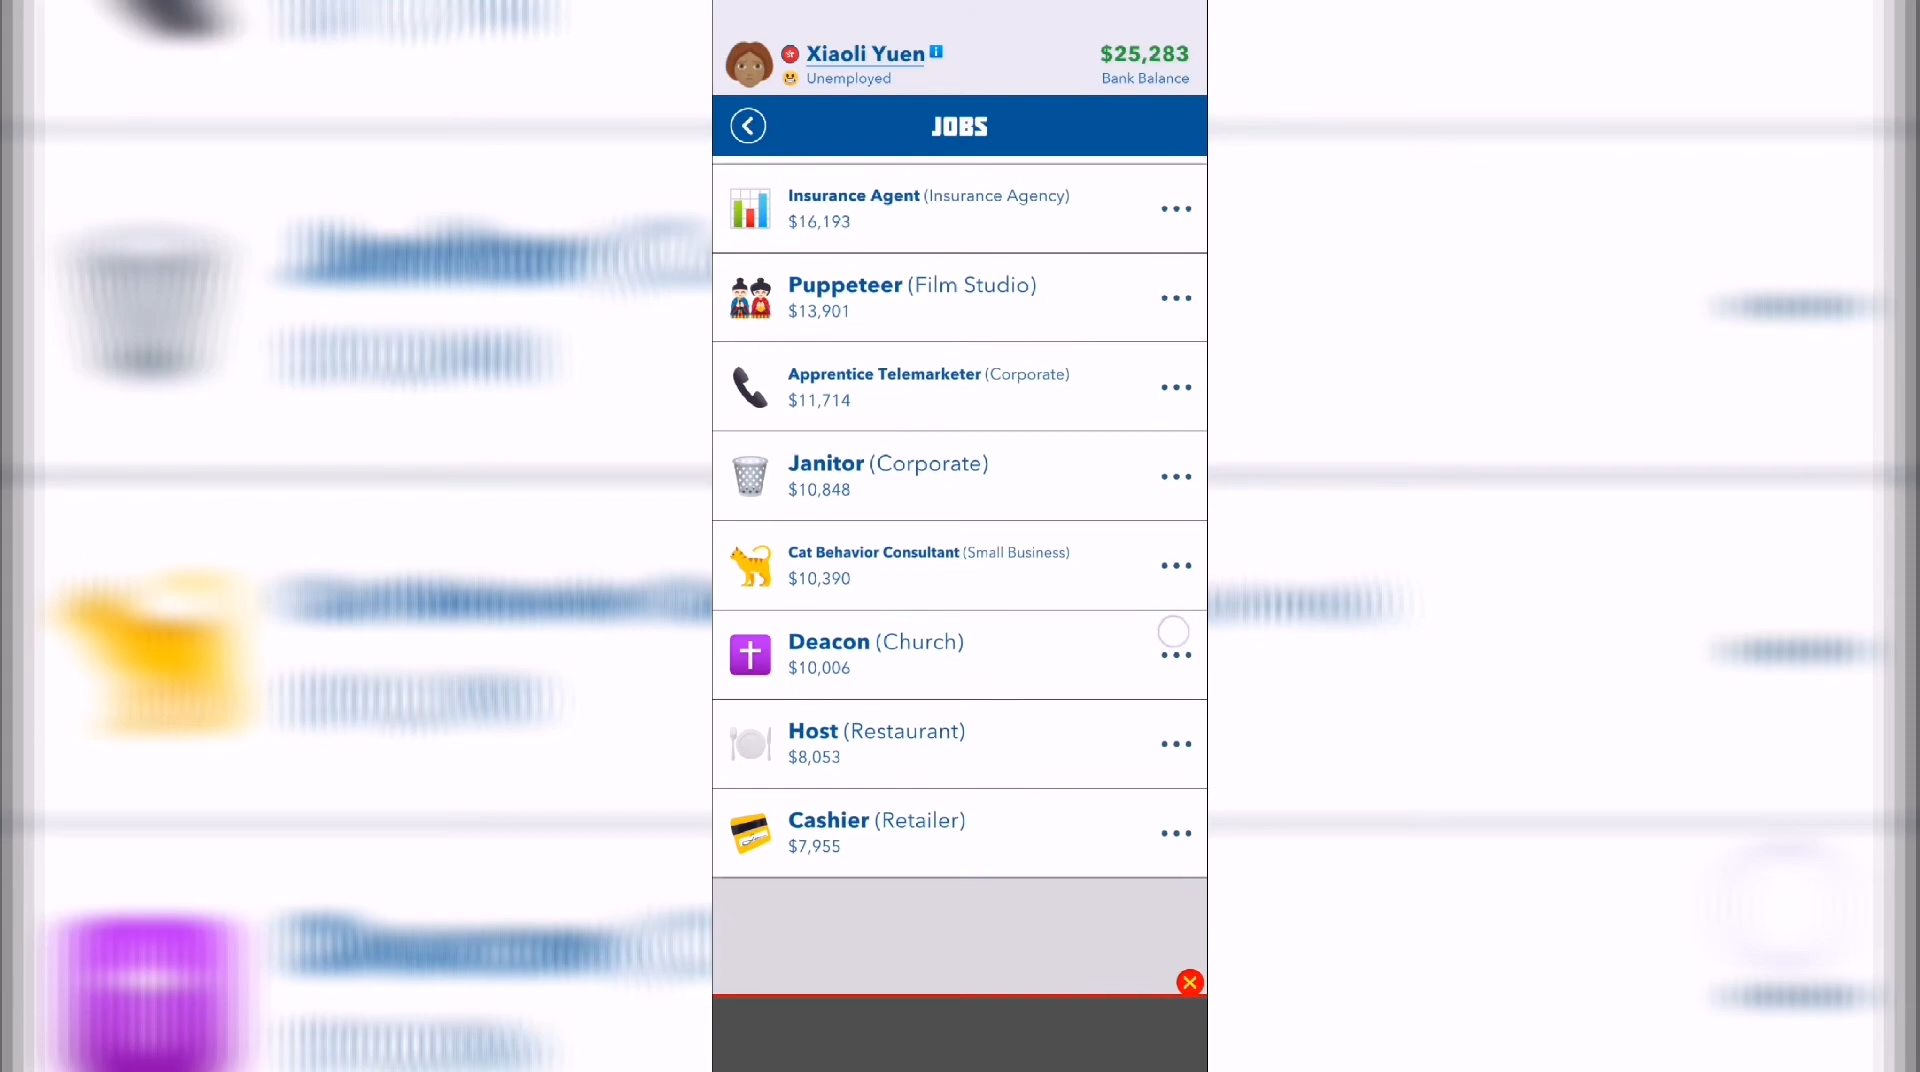 Xiaoli Yuen
$25,283
Unemployed
Bank Balance
JOBS
Insurance Agent (Insurance Agency)
$16,193
Puppeteer (Film Studio)
$13,901
Apprentice Telemarketer (Corporate)
$11,714
Janitor (Corporate)
$10,848
Cat Behavior Consultant (Small Business)
$10,390
Deacon (Church)
$10,006
Host (Restaurant)
$8,053
Cashier (Retailer)
$7,955